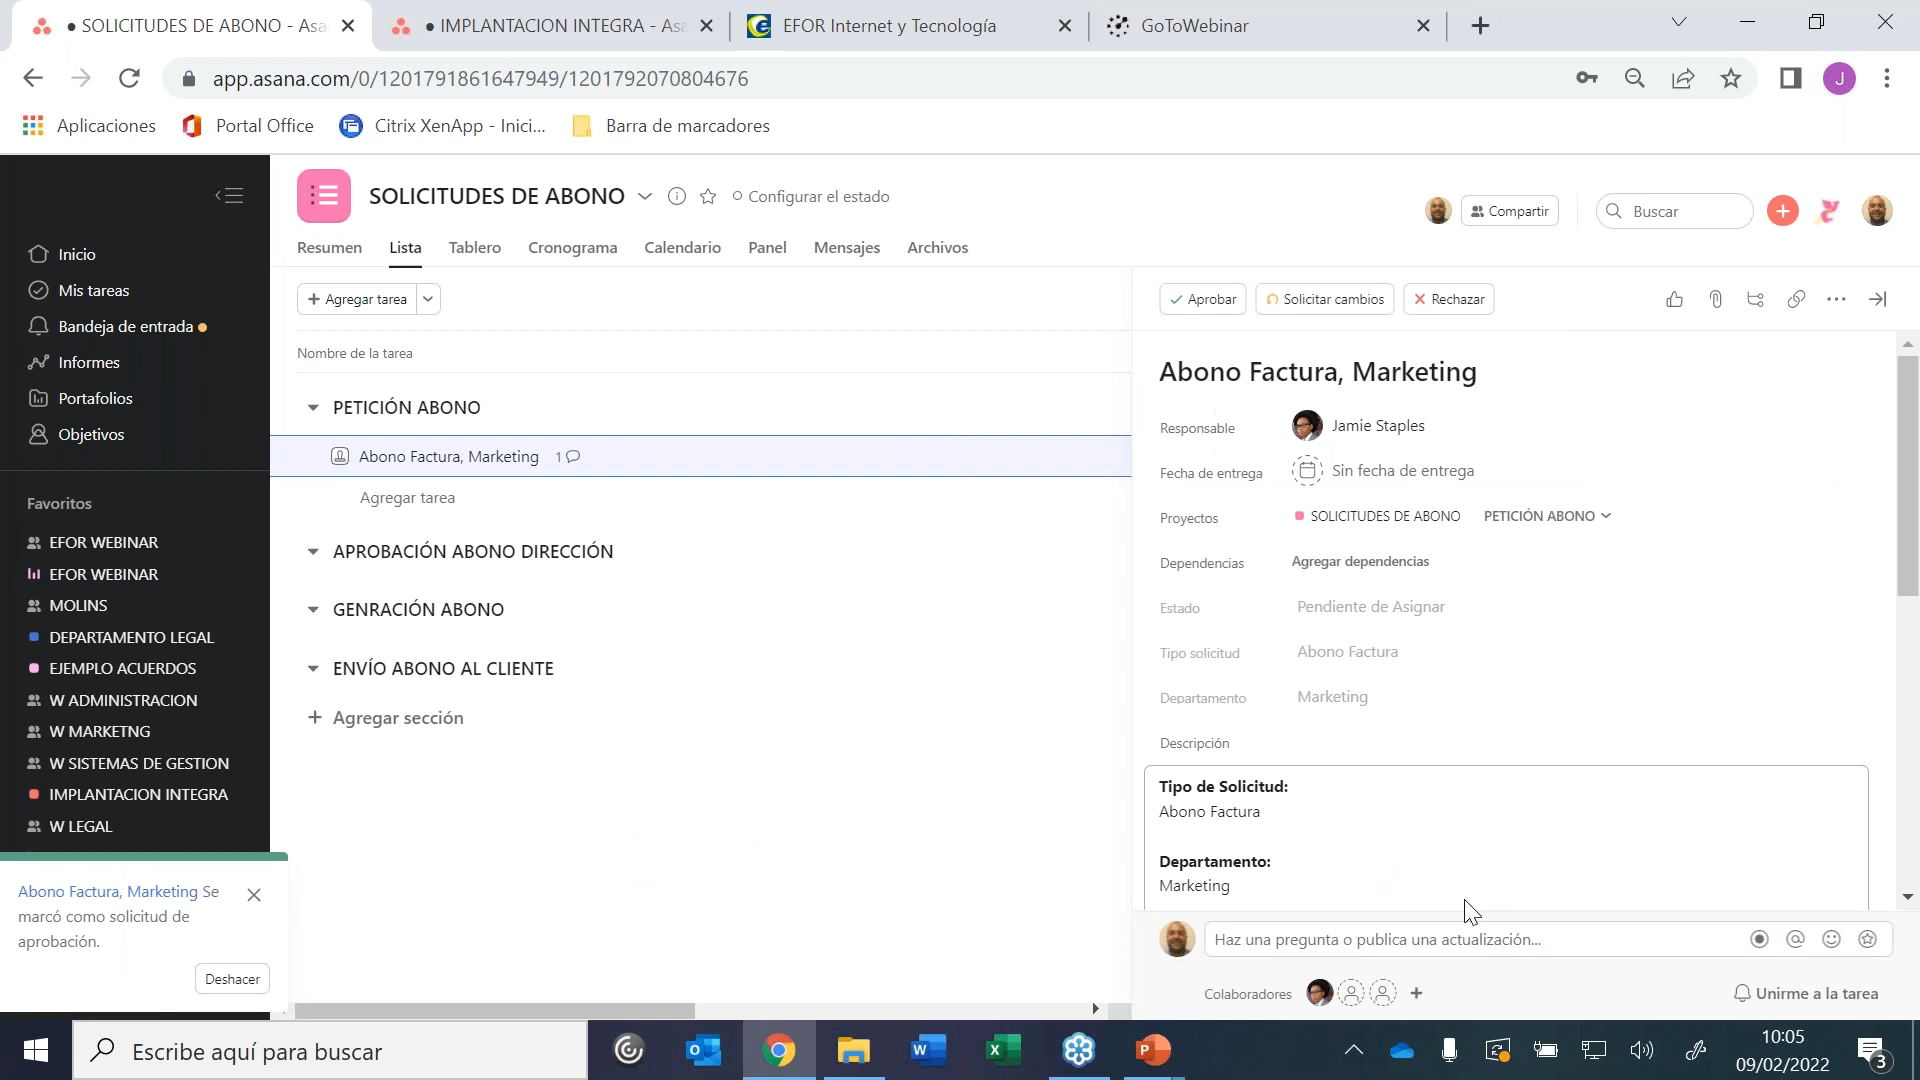 • SOLICITUDES DE ABONO - Asa
• IMPLANTACION INTEGRA - Asa
EFOR Internet y Tecnología
GoToWebinar
app.asana.com/0/1201791861647949/1201792070804676
J
Aplicaciones
Portal Office
Citrix XenApp - Inici...
Barra de marcadores
SOLICITUDES DE ABONO
Configurar el estado
Compartir
Buscar
Resumen
Lista
Tablero
Cronograma
Calendario
Panel
Mensajes
Archivos
Inicio
Mis tareas
Bandeja de entrada
Informes
Portafolios
Objetivos
Favoritos
EFOR WEBINAR
EFOR WEBINAR
MOLINS
DEPARTAMENTO LEGAL
EJEMPLO ACUERDOS
W ADMINISTRACION
W MARKETNG
W SISTEMAS DE GESTION
IMPLANTACION INTEGRA
W LEGAL
Abono Factura, Marketing Se
marcó como solicitud de
aprobación.
Deshacer
+ Agregar tarea
Nombre de la tarea
PETICIÓN ABONO
Abono Factura, Marketing 1
Agregar tarea
APROBACIÓN ABONO DIRECCIÓN
GENRACIÓN ABONO
ENVÍO ABONO AL CLIENTE
+ Agregar sección
Aprobar
Solicitar cambios
Rechazar
Abono Factura, Marketing
Responsable Jamie Staples
Fecha de entrega Sin fecha de entrega
Proyectos SOLICITUDES DE ABONO PETICIÓN ABONO
Dependencias Agregar dependencias
Estado Pendiente de Asignar
Tipo solicitud Abono Factura
Departamento Marketing
Descripción
Tipo de Solicitud:
Abono Factura
Departamento:
Marketing
Haz una pregunta o publica una actualización...
Colaboradores
Unirme a la tarea
Escribe aquí para buscar
10:05
09/02/2022
3